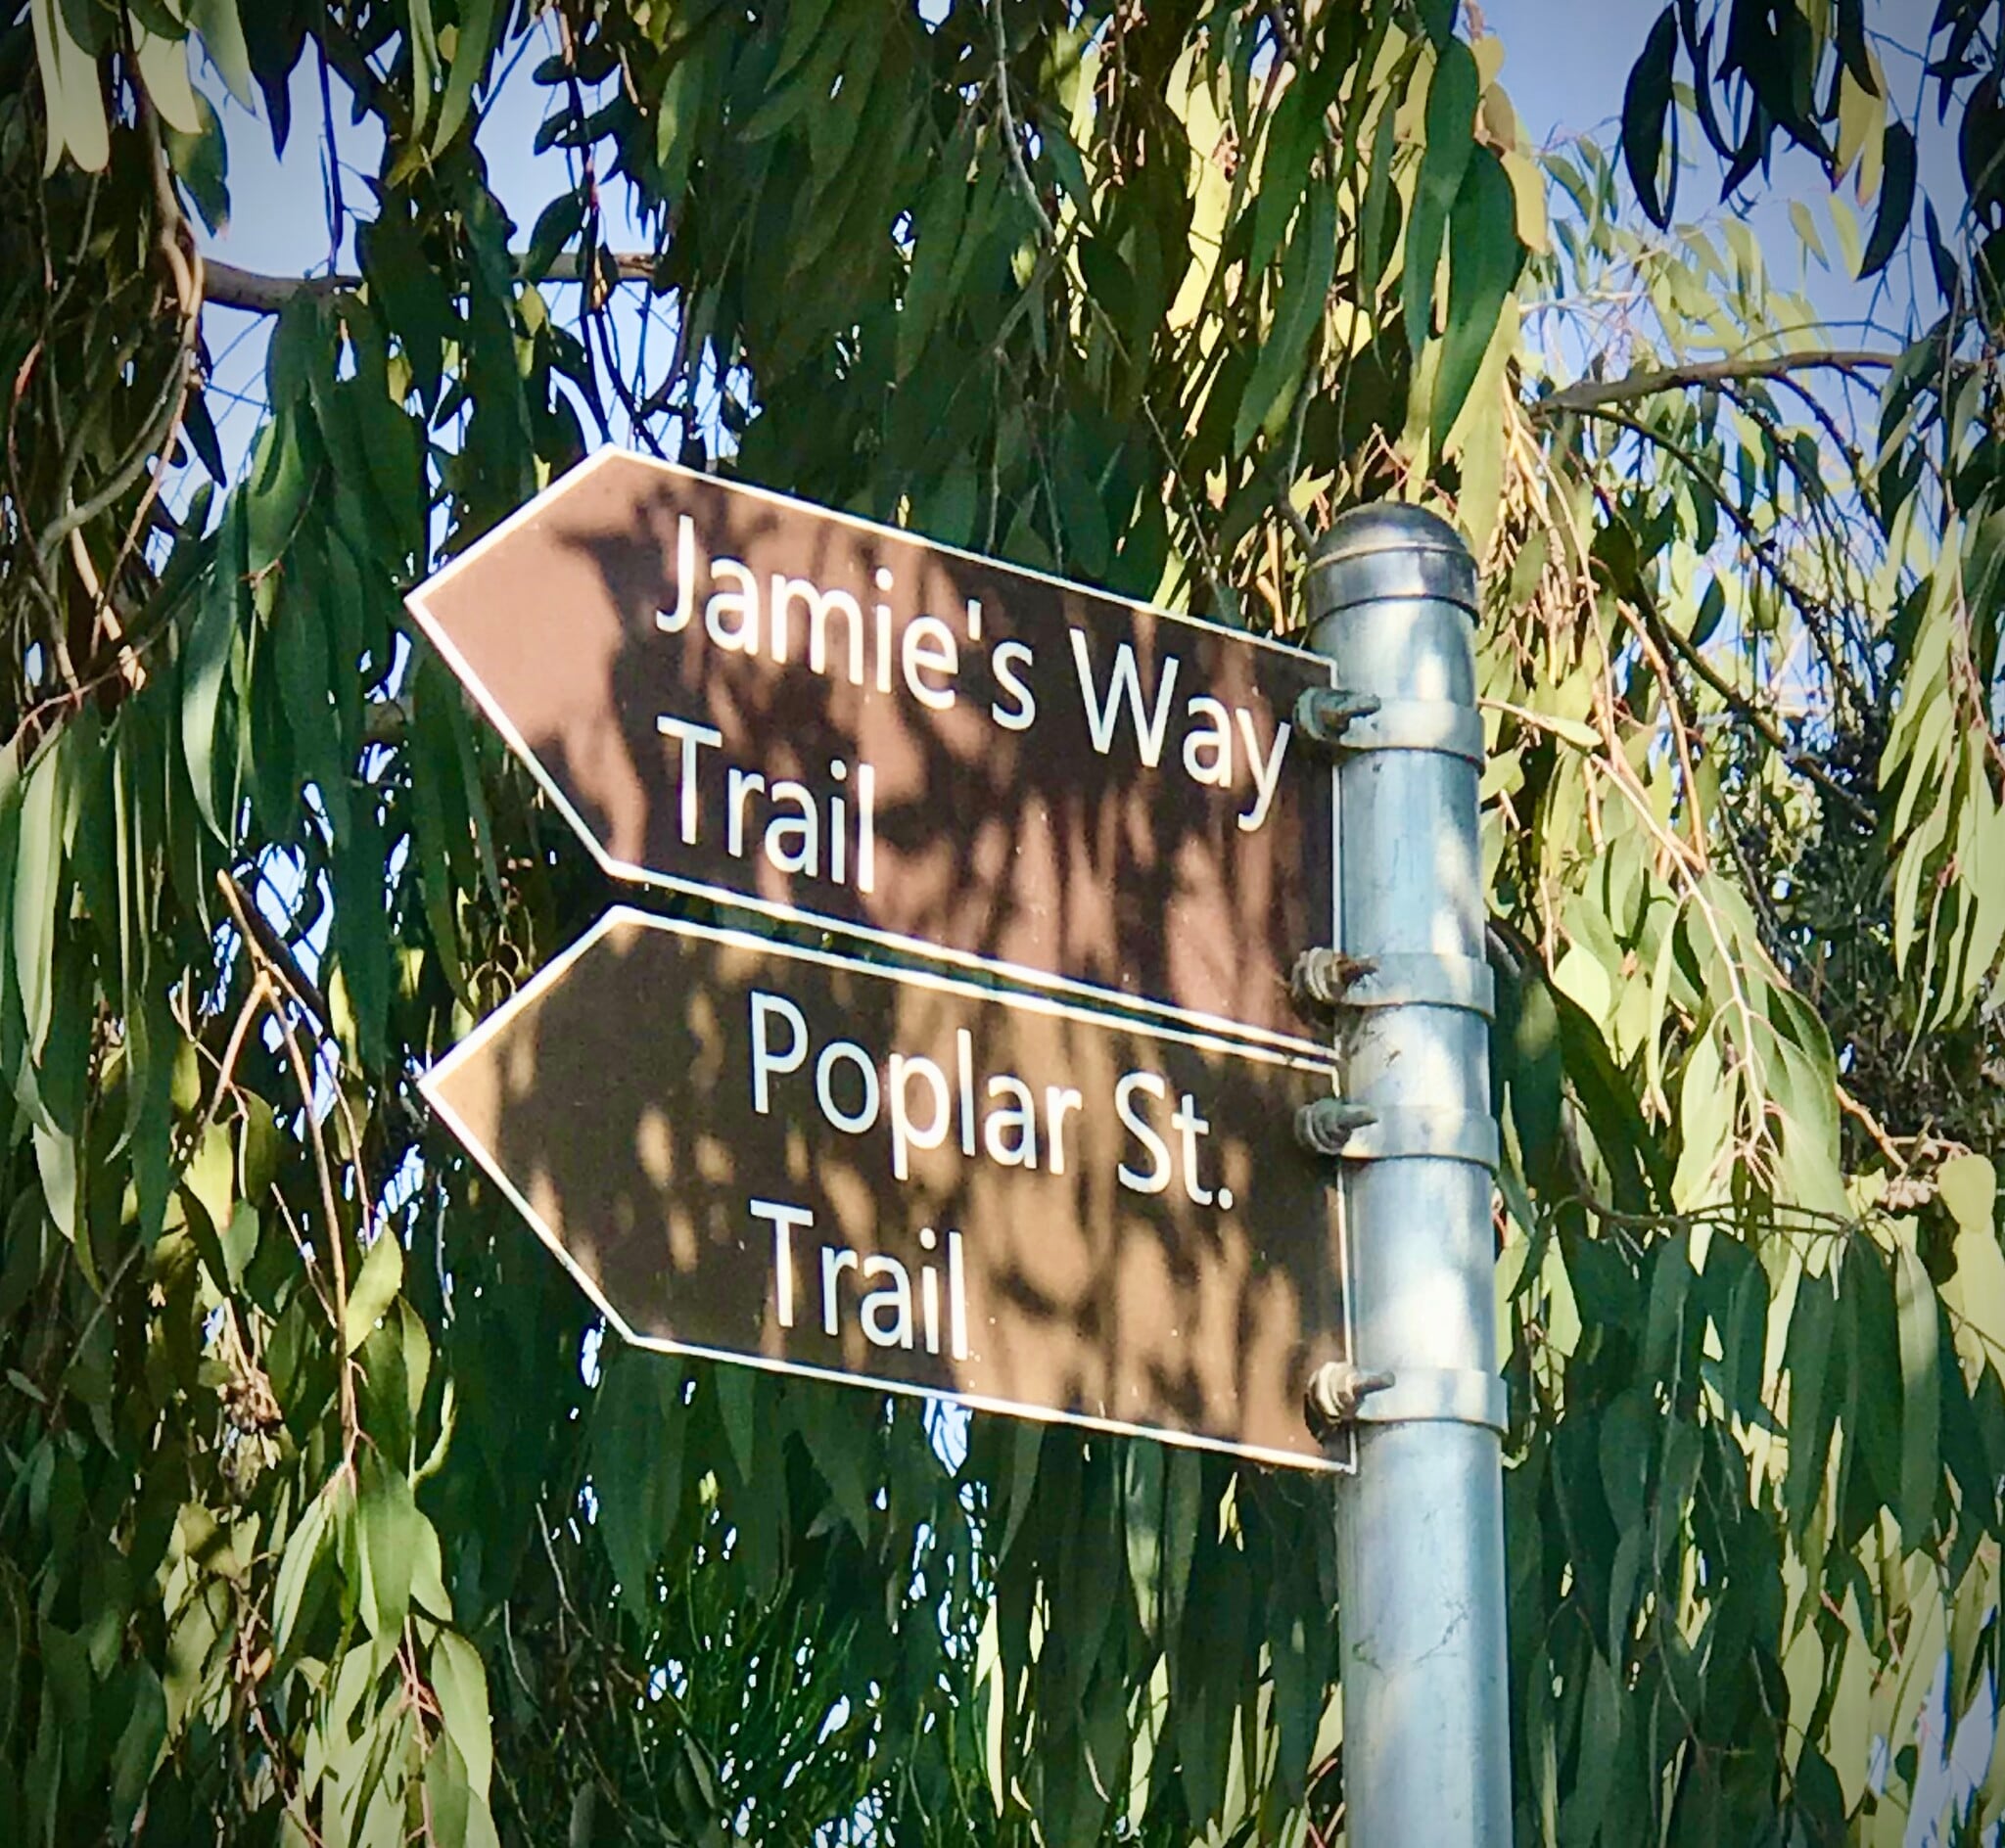 Jamie's Way
Trail
Poplar St.
Trail